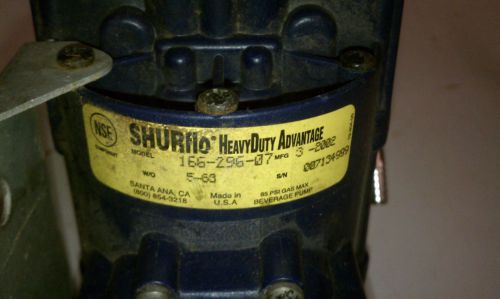 NSF
SHURflo® HEAVYDUTY ADVANTAGE
MODEL 166-296-07 MFG 3-2002
W/O 5-63 S/N 007134999
SANTA ANA, CA Made in 85 PSI GAS MAX
(800) 854-3218 U.S.A BEVERAGE PUMP